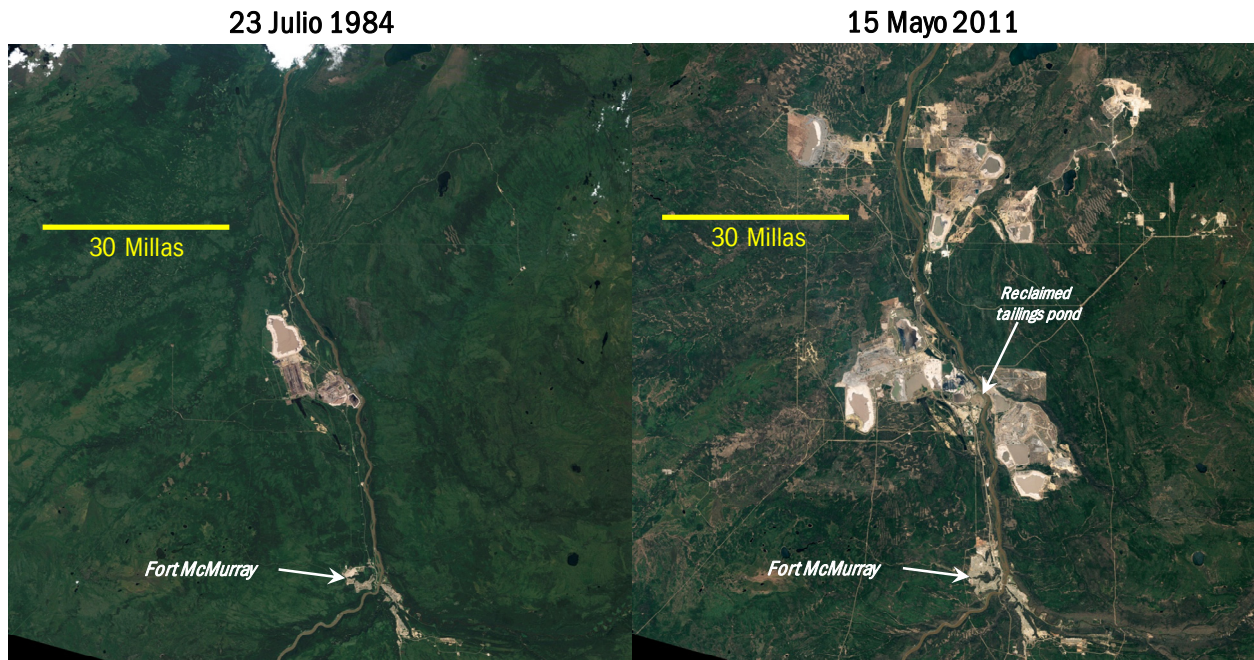 23 Julio 1984
15 Mayo 2011
30 Millas
30 Millas
Reclaimed
tailings pond
Fort McMurray
Fort McMurray